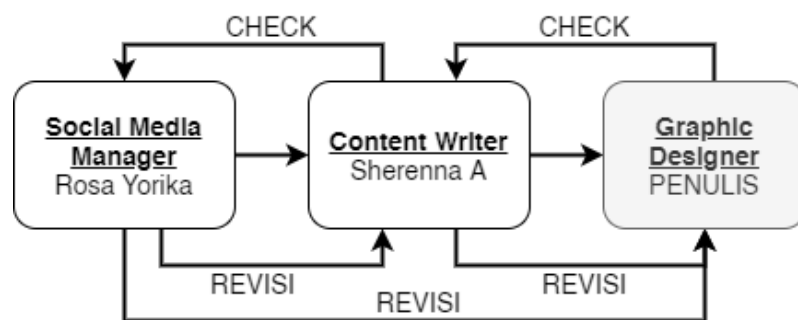 CHECK
CHECK
Social Media
Manager
Rosa Yorika
Content Writer
Sherenna A
Graphic
Designer
PENULIS
REVISI
REVISI
REVISI